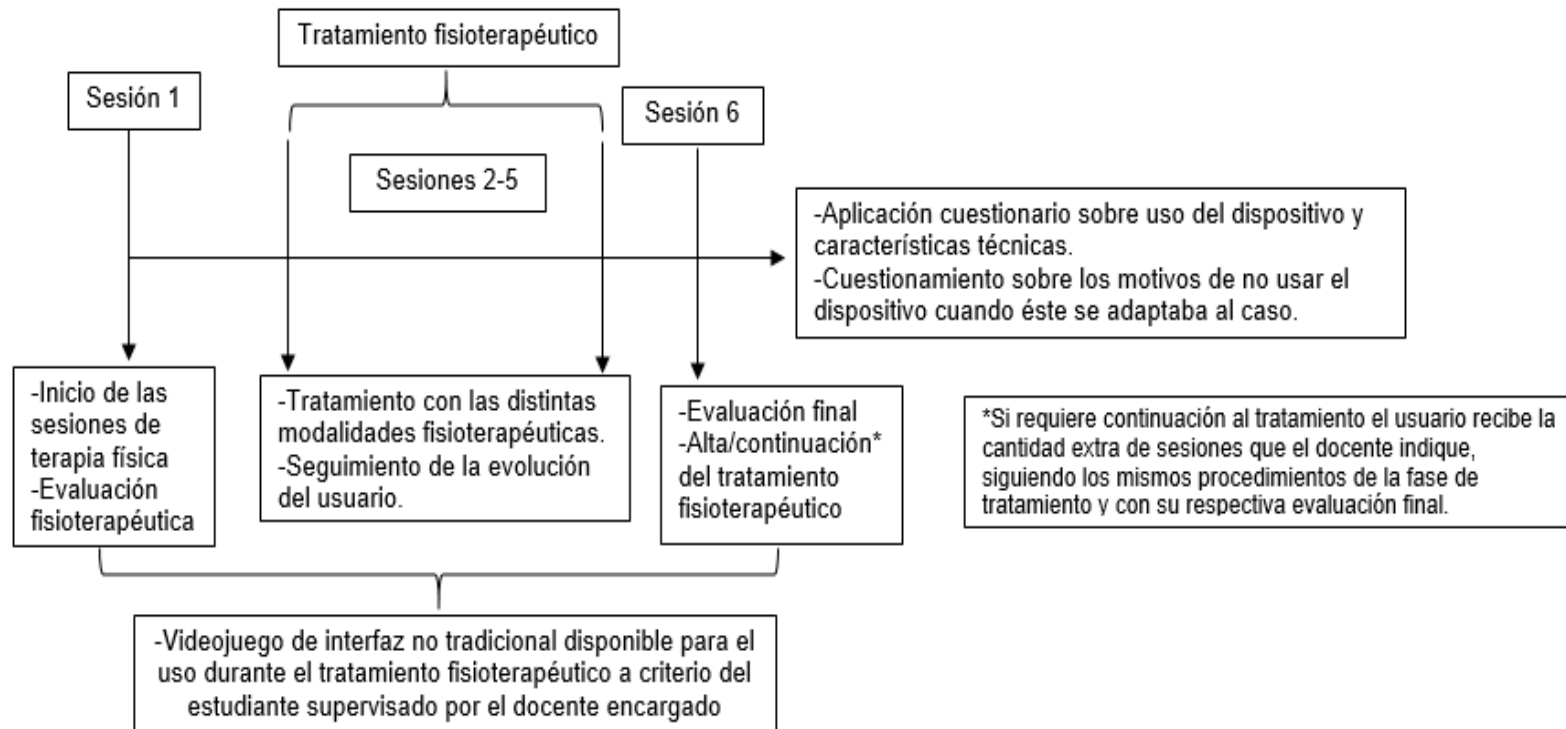 Tratamiento fisioterapéutico
Sesión 1
Sesión 6
Sesiones 2-5
-Aplicación cuestionario sobre uso del dispositivo y
características técnicas.
-Cuestionamiento sobre los motivos de no usar el
dispositivo cuando éste se adaptaba al caso.
-Inicio de las
sesiones de
terapia física
-Evaluación
fisioterapéutica
-Tratamiento con las distintas
modalidades fisioterapéuticas.
-Seguimiento de la evolución
del usuario.
-Evaluación final
-Alta/continuación*
del tratamiento
fisioterapéutico
*Si requiere continuación al tratamiento el usuario recibe la
cantidad extra de sesiones que el docente indique,
siguiendo los mismos procedimientos de la fase de
tratamiento y con su respectiva evaluación final.
-Videojuego de interfaz no tradicional disponible para el
uso durante el tratamiento fisioterapéutico a criterio del
estudiante supervisado por el docente encargado